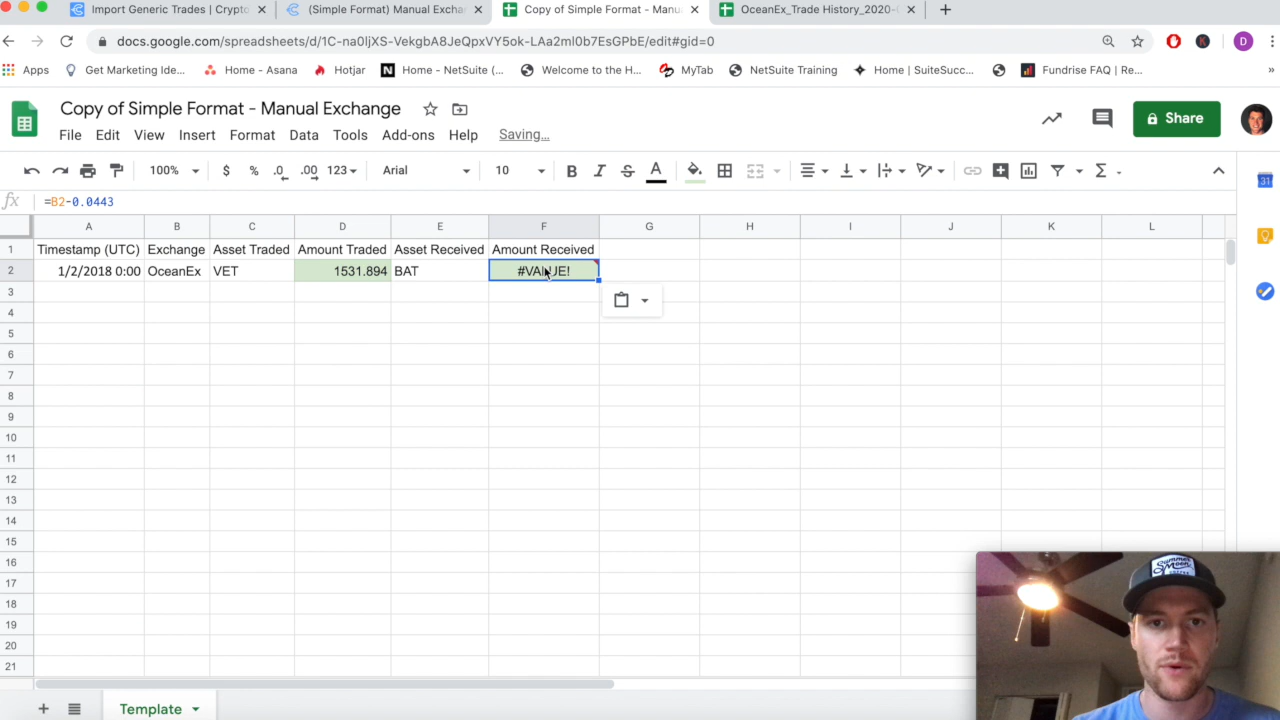 Import Generic Trades | Crypto
(Simple Format) Manual Exchan
Copy of Simple Format - Manu
OceanEx_Trade History_2020-
docs.google.com/spreadsheets/d/1C-na0ljXS-VekgbA8JeQpxVY5ok-LAa2ml0b7EsGPbE/edit#gid=0
D
Apps
Get Marketing Ide...
Home - Asana
Hotjar
Home - NetSuite (...
Welcome to the H...
MyTab
NetSuite Training
Home | SuiteSucc...
Fundrise FAQ | Re...
»
Copy of Simple Format - Manual Exchange
File Edit View Insert Format Data Tools Add-ons Help Saving...
Share
100% $ % .0 .00 123 Arial 10 B I S A Σ
31
fx =B2-0.0443
A B C D E F G H I J K L
1 Timestamp (UTC) Exchange Asset Traded Amount Traded Asset Received Amount Received
2 1/2/2018 0:00 OceanEx VET 1531.894 BAT #VALUE!
3
4
5
6
7
8
9
10
11
12
13
14
15
16
17
18
19
20
21
Template